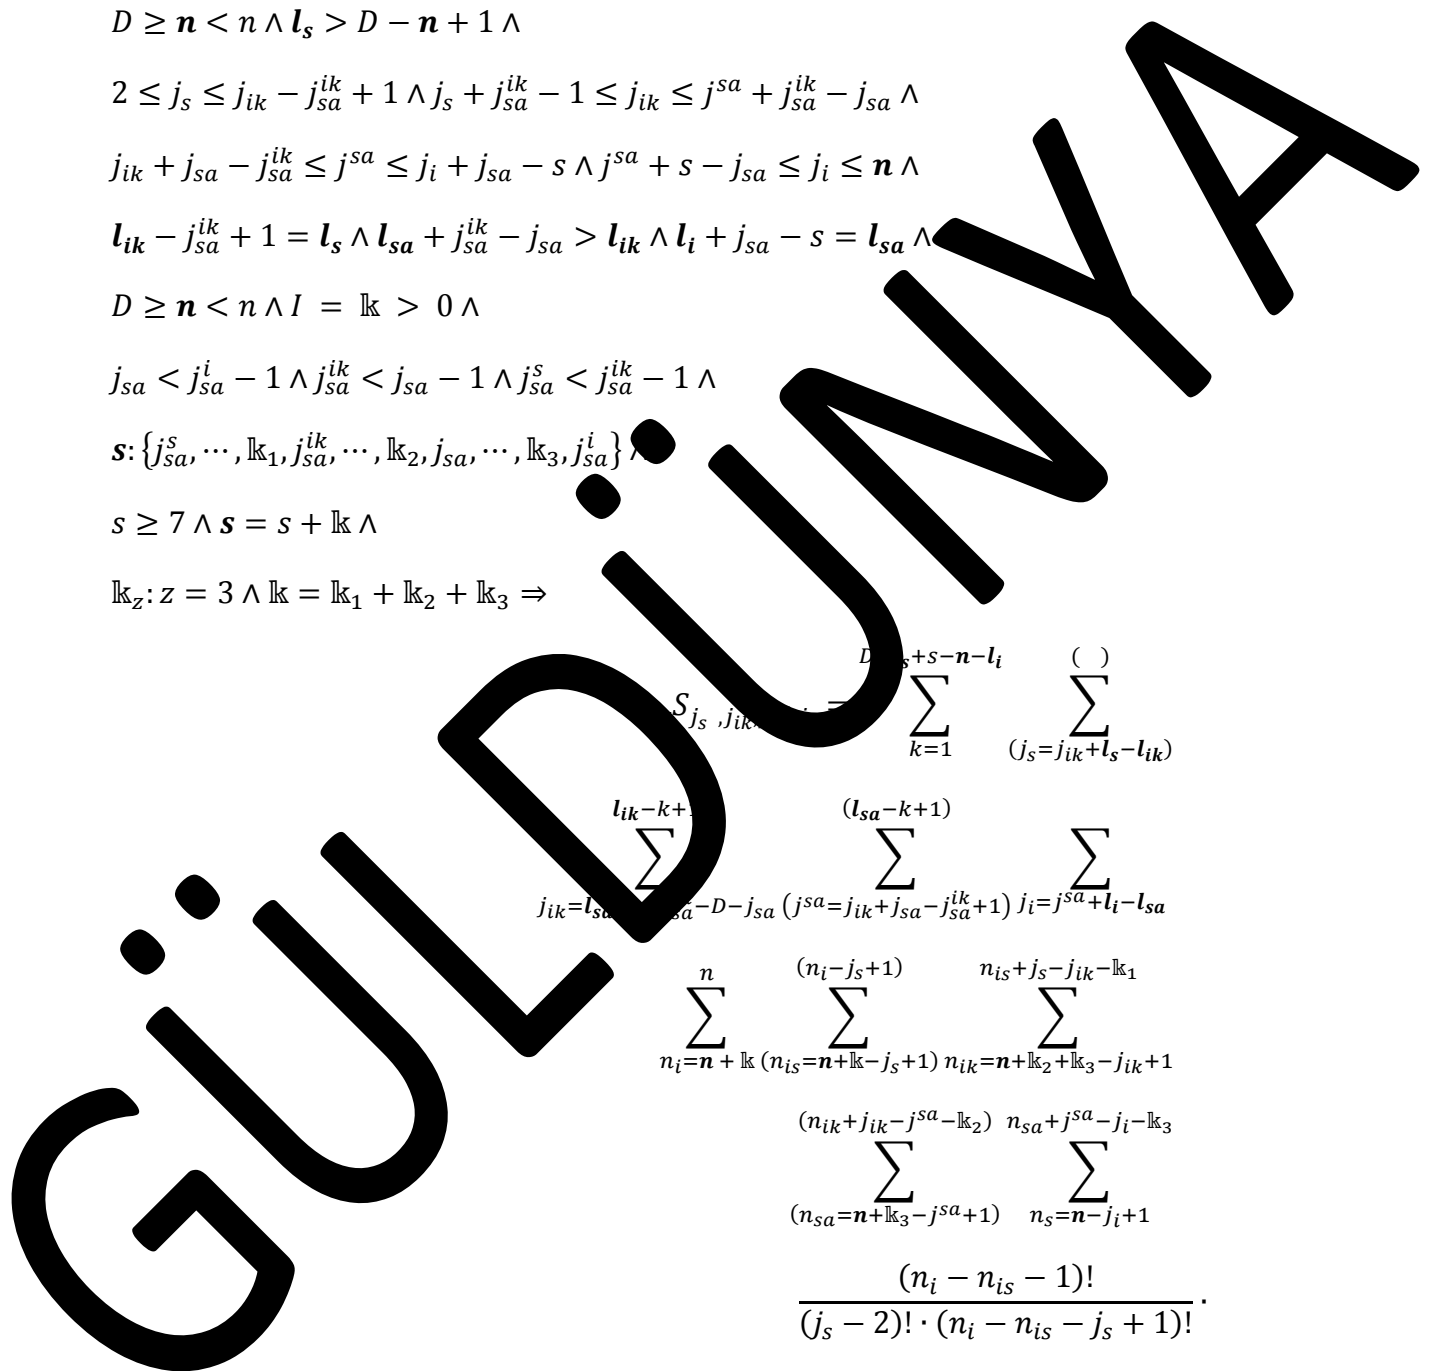 D ≥ n < n ∧ l_s > D − n + 1 ∧
2 ≤ j_s ≤ j_{ik} − j_{sa}^{ik} + 1 ∧ j_s + j_{sa}^{ik} − 1 ≤ j_{ik} ≤ j^{sa} + j_{sa}^{ik} − j_{sa} ∧
j_{ik} + j_{sa} − j_{sa}^{ik} ≤ j^{sa} ≤ j_i + j_{sa} − s ∧ j^{sa} + s − j_{sa} ≤ j_i ≤ n ∧
l_{ik} − j_{sa}^{ik} + 1 = l_s ∧ l_{sa} + j_{sa}^{ik} − j_{sa} > l_{ik} ∧ l_i + j_{sa} − s = l_{sa} ∧
D ≥ n < n ∧ I = 𝕜 > 0 ∧
j_{sa} < j_{sa}^i − 1 ∧ j_{sa}^{ik} < j_{sa} − 1 ∧ j_{sa}^s < j_{sa}^{ik} − 1 ∧
s: {j_{sa}^s, ⋯, 𝕜_1, j_{sa}^{ik}, ⋯, 𝕜_2, j_{sa}, ⋯, 𝕜_3, j_{sa}^i} ∧
s ≥ 7 ∧ s = s + 𝕜 ∧
𝕜_z: z = 3 ∧ 𝕜 = 𝕜_1 + 𝕜_2 + 𝕜_3 ⇒
D s+s−n−l_i ( )
S_{j_s ,j_{ik}, } = ∑ ∑
k=1 (j_s=j_{ik}+l_s−l_{ik})
l_{ik}−k+1 (l_{sa}−k+1)
∑ ∑ ∑
j_{ik}=l_{sa} −D−j_{sa} (j^{sa}=j_{ik}+j_{sa}−j_{sa}^{ik}+1) j_i=j^{sa}+l_i−l_{sa}
n (n_i−j_s+1) n_{is}+j_s−j_{ik}−𝕜_1
∑ ∑ ∑
n_i=n+𝕜 (n_{is}=n+𝕜−j_s+1) n_{ik}=n+𝕜_2+𝕜_3−j_{ik}+1
(n_{ik}+j_{ik}−j^{sa}−𝕜_2) n_{sa}+j^{sa}−j_i−𝕜_3
∑ ∑
(n_{sa}=n+𝕜_3−j^{sa}+1) n_s=n−j_i+1
(n_i − n_{is} − 1)!
(j_s − 2)! · (n_i − n_{is} − j_s + 1)! ·
GÜLDÜNYA